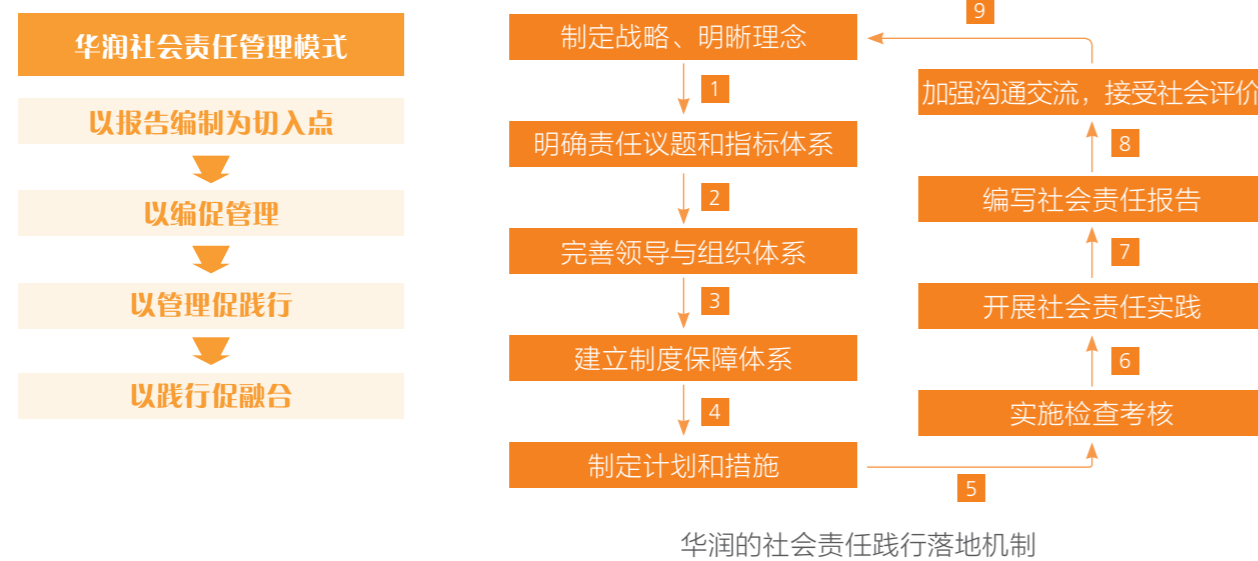 华润社会责任管理模式
以报告编制为切入点
以编促管理
以管理促践行
以践行促融合
制定战略、明晰理念
1
明确责任议题和指标体系
2
完善领导与组织体系
3
建立制度保障体系
4
制定计划和措施
5
实施检查考核
6
开展社会责任实践
7
编写社会责任报告
8
加强沟通交流，接受社会评价
9
华润的社会责任践行落地机制